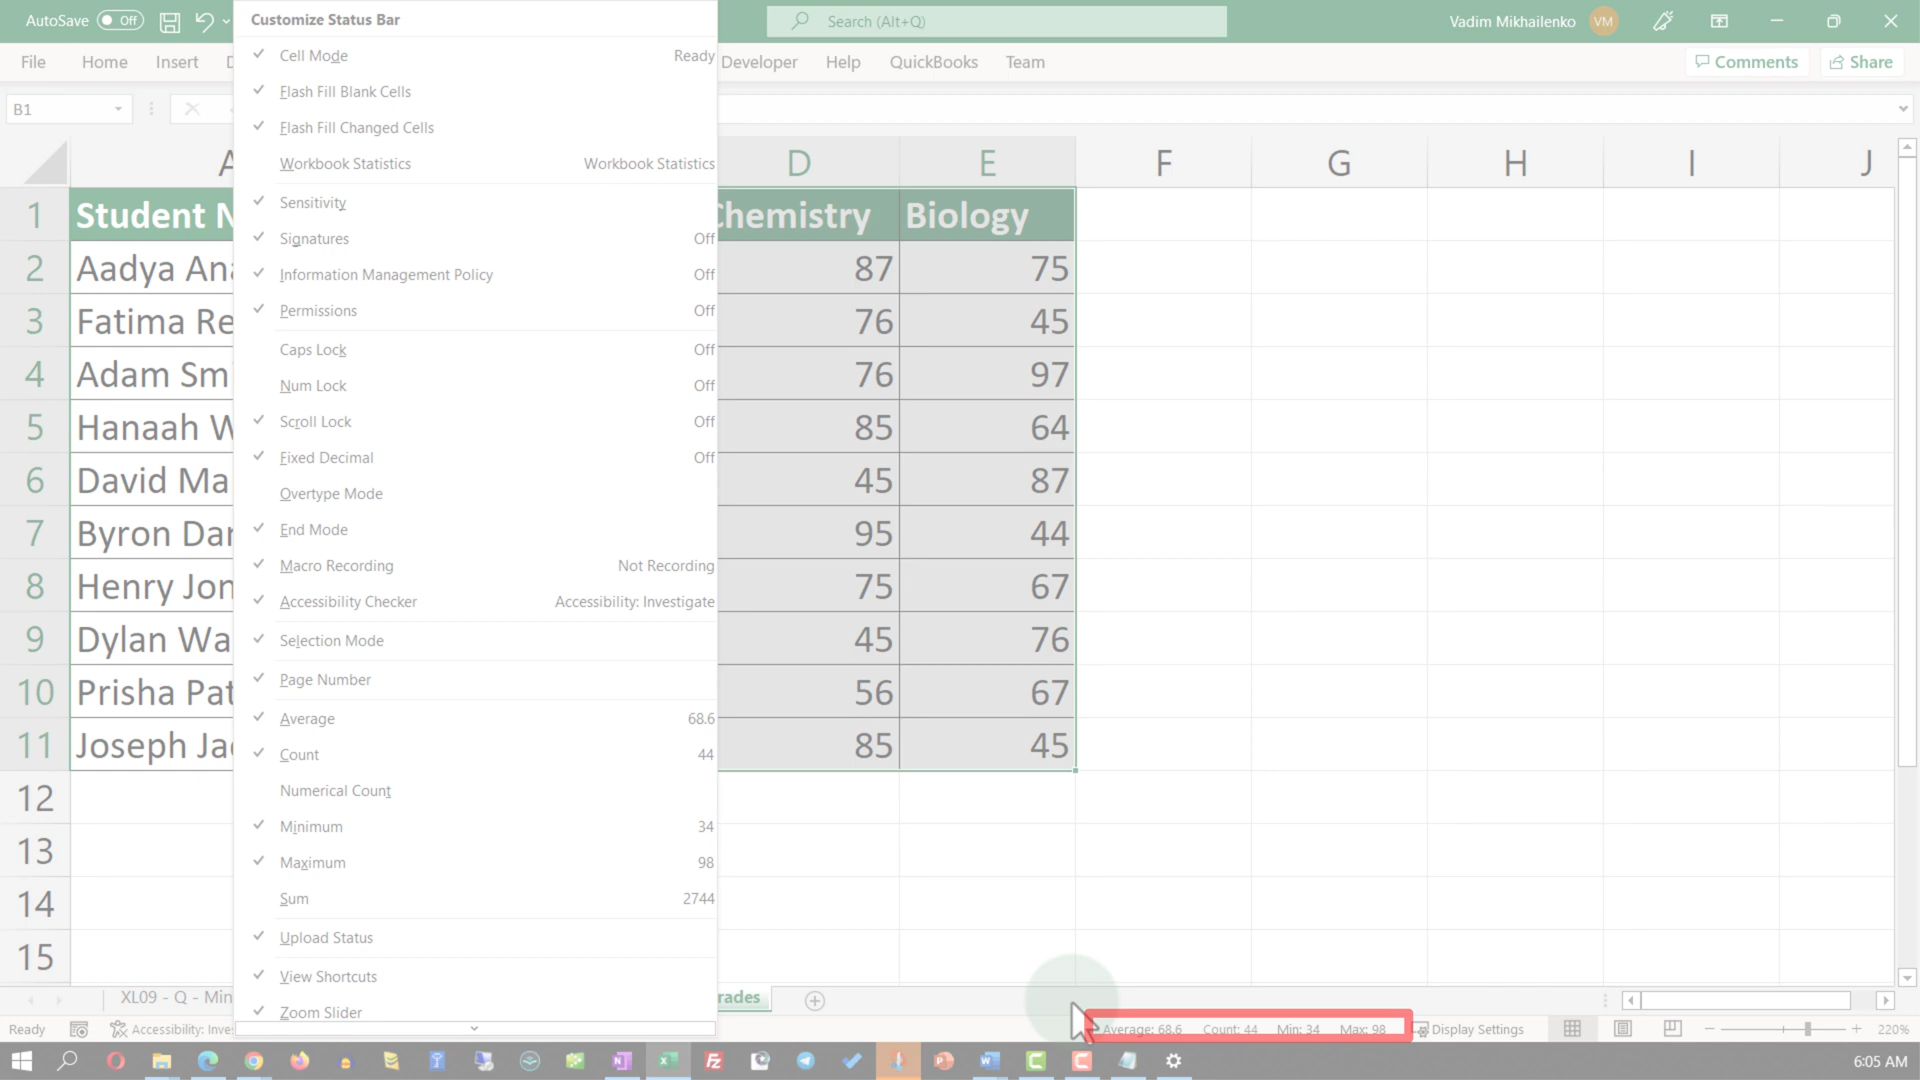 AutoSave Off
Search (Alt+Q)
Vadim Mikhailenko VM
File Home Insert
Developer Help QuickBooks Team
Comments Share
B1
Customize Status Bar
Cell Mode Ready
Flash Fill Blank Cells
Flash Fill Changed Cells
Workbook Statistics Workbook Statistics
Sensitivity
Signatures Off
Information Management Policy Off
Permissions Off
Caps Lock Off
Num Lock Off
Scroll Lock Off
Fixed Decimal Off
Overtype Mode
End Mode
Macro Recording Not Recording
Accessibility Checker Accessibility: Investigate
Selection Mode
Page Number
Average 68.6
Count 44
Numerical Count
Minimum 34
Maximum 98
Sum 2744
Upload Status
View Shortcuts
Zoom Slider
D E F G H I J
1 Student N Chemistry Biology
2 Aadya Ana 87 75
3 Fatima Re 76 45
4 Adam Smi 76 97
5 Hanaah W 85 64
6 David Ma 45 87
7 Byron Dar 95 44
8 Henry Jon 75 67
9 Dylan Wa 45 76
10 Prisha Pat 56 67
11 Joseph Jac 85 45
12
13
14
15
XL09 - Q - Min rades
Ready Accessibility: Inves
Average: 68.6 Count: 44 Min: 34 Max: 98 Display Settings 220%
6:05 AM